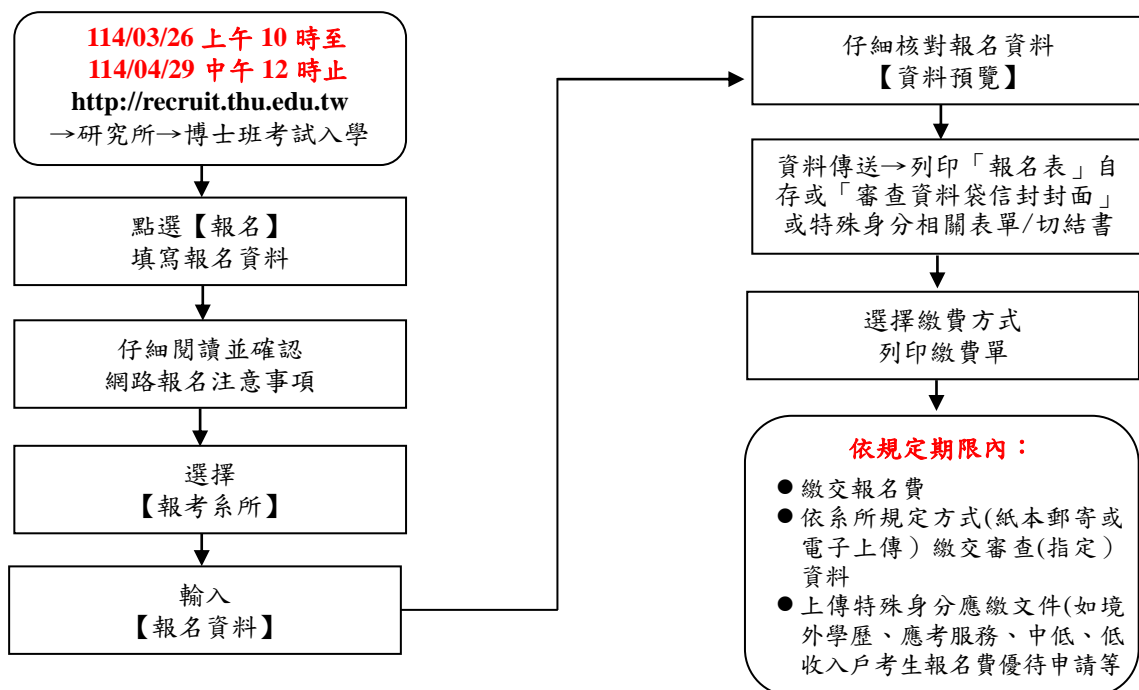 114/03/26 上午 10 時至
114/04/29 中午 12 時止
http://recruit.thu.edu.tw
→研究所→博士班考試入學
點選【報名】
填寫報名資料
仔細閱讀並確認
網路報名注意事項
選擇
【報考系所】
輸入
【報名資料】
仔細核對報名資料
【資料預覽】
資料傳送→列印「報名表」自
存或「審查資料袋信封封面」
或特殊身分相關表單/切結書
選擇繳費方式
列印繳費單
依規定期限內：
●繳交報名費
●依系所規定方式(紙本郵寄或
電子上傳）繳交審查(指定）
資料
●上傳特殊身分應繳文件(如境
外學歷、應考服務、中低、低
收入戶考生報名費優待申請等